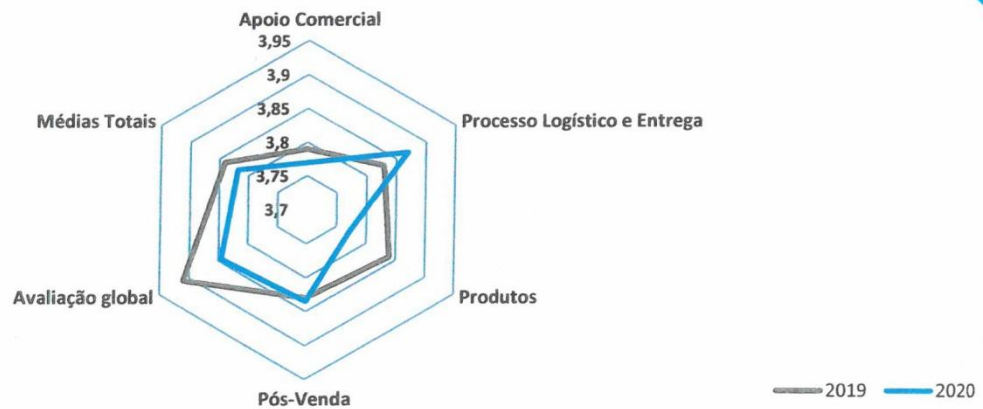 Apoio Comercial
3,95
3,9
3,85
3,8
3,75
3,7
Médias Totais
Processo Logístico e Entrega
Avaliação global
Produtos
Pós-Venda
2019
2020